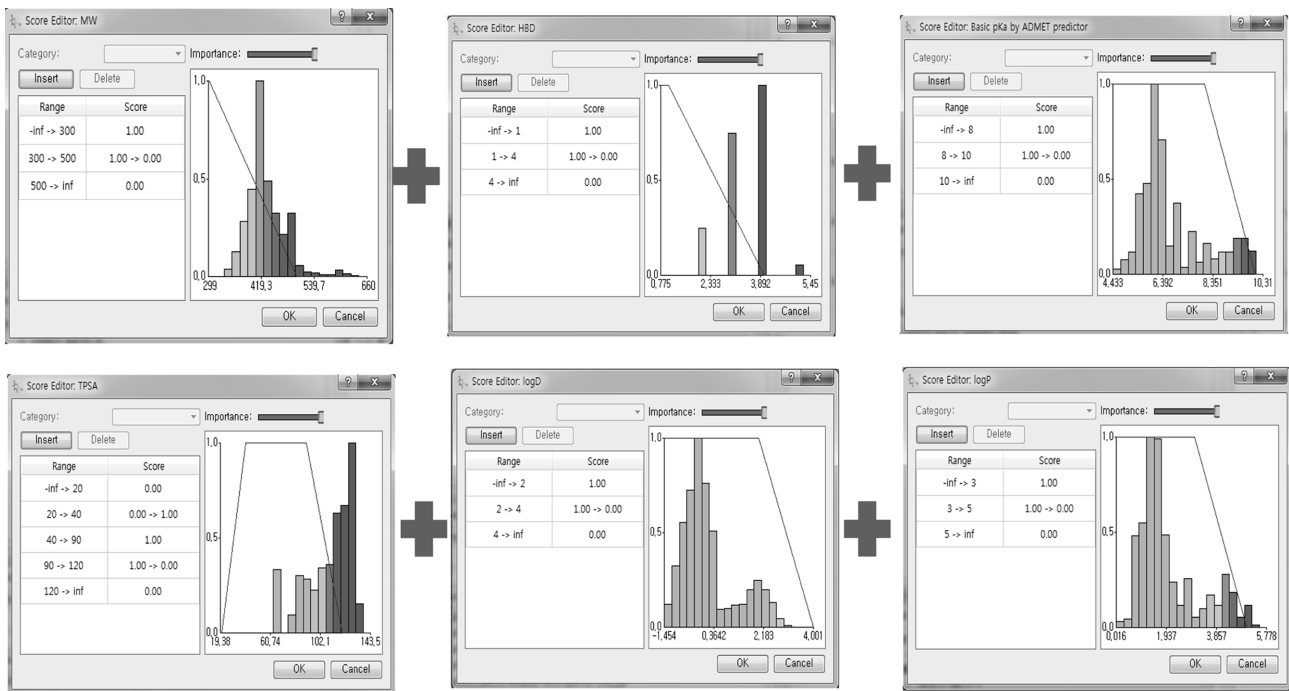 Score Editor: MW
Category:
Importance:
Insert Delete
Range Score
-inf -> 300 1.00
300 -> 500 1.00 -> 0.00
500 -> inf 0.00
1,0
0,5
0,0
299 419,3 539,7 660
OK Cancel
Score Editor: HBD
Category:
Importance:
Insert Delete
Range Score
-inf -> 1 1.00
1 -> 4 1.00 -> 0.00
4 -> inf 0.00
1,0
0,5
0,0
0,775 2,333 3,892 5,45
OK Cancel
Score Editor: Basic pKa by ADMET predictor
Category:
Importance:
Insert Delete
Range Score
-inf -> 8 1.00
8 -> 10 1.00 -> 0.00
10 -> inf 0.00
1,0
0,5
0,0
4,433 6,392 8,351 10,31
OK Cancel
Score Editor: TPSA
Category:
Importance:
Insert Delete
Range Score
-inf -> 20 0.00
20 -> 40 0.00 -> 1.00
40 -> 90 1.00
90 -> 120 1.00 -> 0.00
120 -> inf 0.00
1,0
0,5
0,0
19,38 60,74 102,1 143,5
OK Cancel
Score Editor: logD
Category:
Importance:
Insert Delete
Range Score
-inf -> 2 1.00
2 -> 4 1.00 -> 0.00
4 -> inf 0.00
1,0
0,5
0,0
-1,454 0,3642 2,183 4,001
OK Cancel
Score Editor: logP
Category:
Importance:
Insert Delete
Range Score
-inf -> 3 1.00
3 -> 5 1.00 -> 0.00
5 -> inf 0.00
1,0
0,5
0,0
0,016 1,937 3,857 5,778
OK Cancel